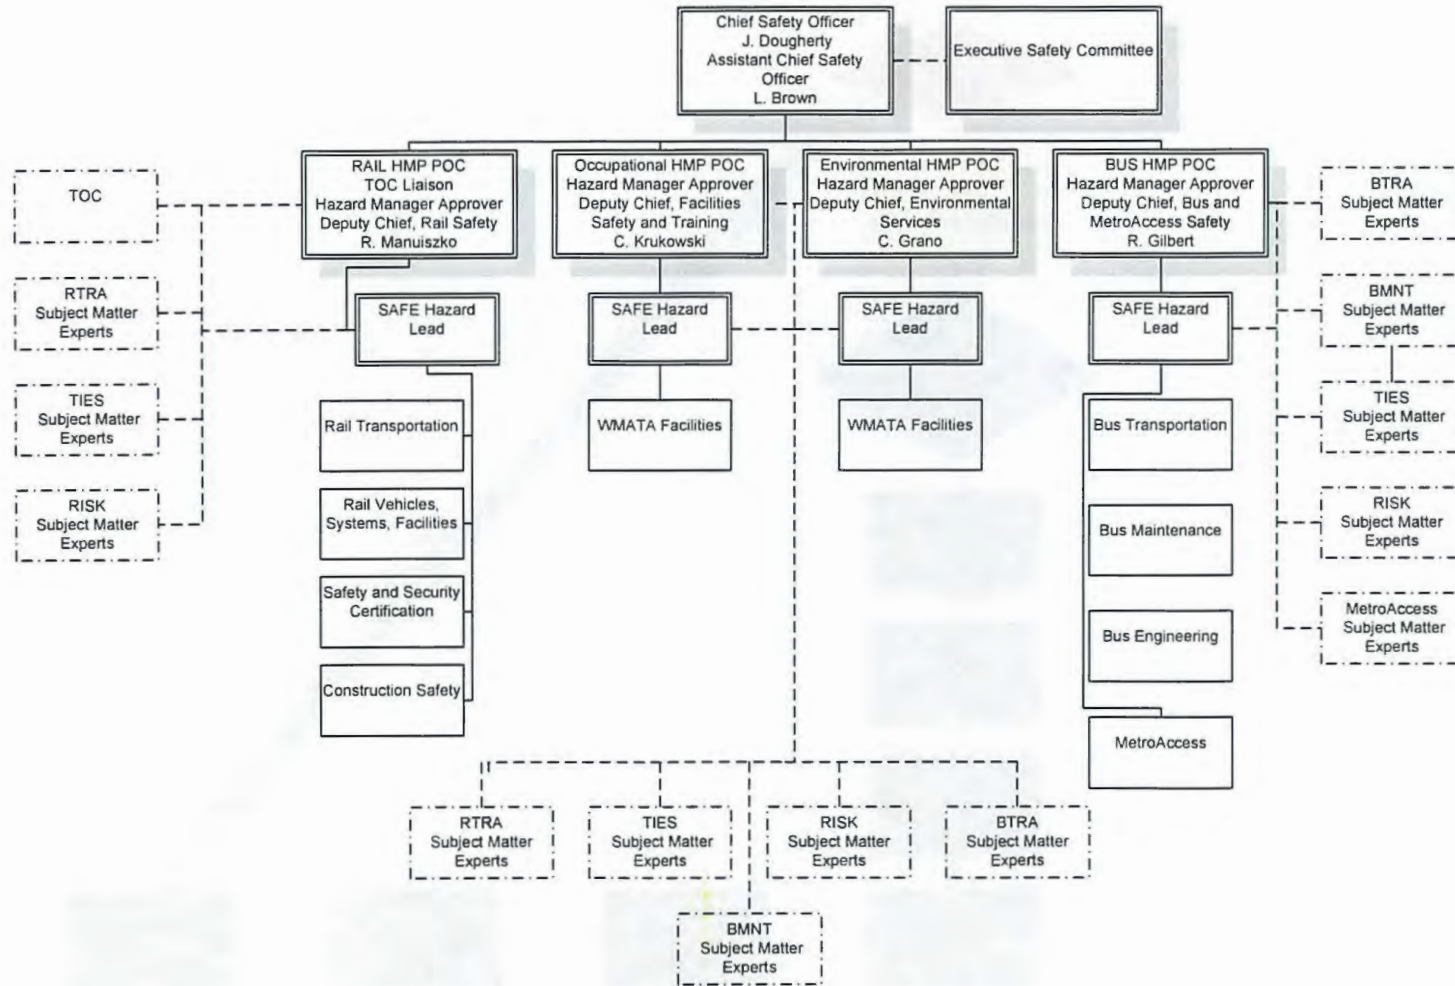 Chief Safety Officer
J. Dougherty
Assistant Chief Safety
Officer
L. Brown
Executive Safety Committee
RAIL HMP POC
TOC Liaison
Hazard Manager Approver
Deputy Chief, Rail Safety
R. Manuiszko
Occupational HMP POC
Hazard Manager Approver
Deputy Chief, Facilities
Safety and Training
C. Krukowski
Environmental HMP POC
Hazard Manager Approver
Deputy Chief, Environmental
Services
C. Grano
BUS HMP POC
Hazard Manager Approver
Deputy Chief, Bus and
MetroAccess Safety
R. Gilbert
TOC
RTRA
Subject Matter
Experts
TIES
Subject Matter
Experts
RISK
Subject Matter
Experts
SAFE Hazard
Lead
Rail Transportation
Rail Vehicles,
Systems, Facilities
Safety and Security
Certification
Construction Safety
SAFE Hazard
Lead
WMATA Facilities
SAFE Hazard
Lead
WMATA Facilities
SAFE Hazard
Lead
Bus Transportation
Bus Maintenance
Bus Engineering
MetroAccess
BTRA
Subject Matter
Experts
BMNT
Subject Matter
Experts
TIES
Subject Matter
Experts
RISK
Subject Matter
Experts
MetroAccess
Subject Matter
Experts
RTRA
Subject Matter
Experts
TIES
Subject Matter
Experts
RISK
Subject Matter
Experts
BTRA
Subject Matter
Experts
BMNT
Subject Matter
Experts